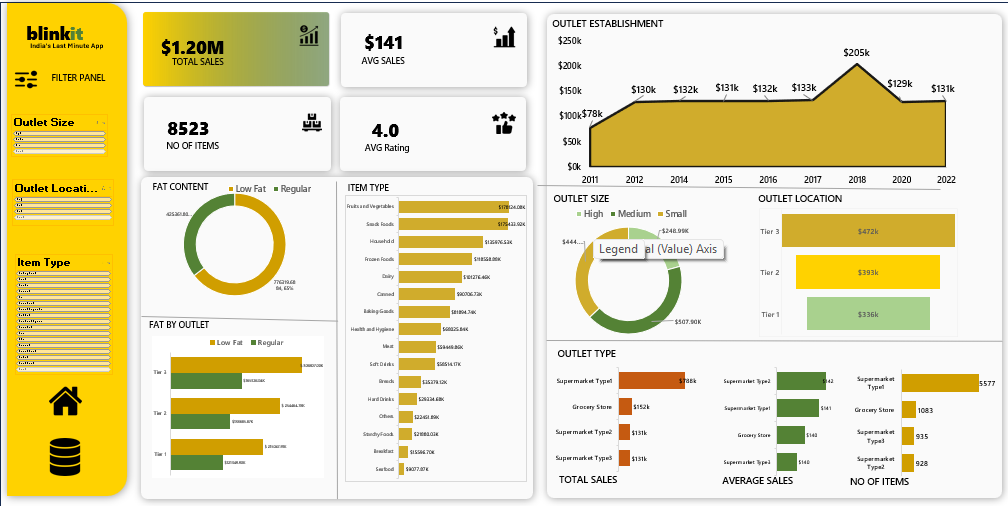 blinkit
India's Last Minute App
FILTER PANEL
Outlet Size
Outlet Locati...
Item Type
$1.20M
TOTAL SALES
$141
AVG SALES
8523
NO OF ITEMS
4.0
AVG Rating
FAT CONTENT
Low Fat
Regular
776319.68
84, 65%
FAT BY OUTLET
Low Fat
Regular
Tier 3
Tier 2
Tier 1
ITEM TYPE
Fruits and Vegetables
Snack Foods
$175433.92K
Household
$135976.53K
Frozen Foods
$118558.88K
Dairy
$101276.46K
Canned
$90706.73K
Baking Goods
$81894.74K
Health and Hygiene
$68025.84K
Meat
$59449.86K
Soft Drinks
$58514.17K
Breads
$35379.12K
Hard Drinks
$29334.68K
Others
$22451.89K
Starchy Foods
$21880.03K
Breakfast
$15596.70K
Seafood
$9077.87K
OUTLET ESTABLISHMENT
$250k
$200k
$150k
$100k
$50k
$0k
$78k
$130k
$132k
$131k
$132k
$133k
$205k
$129k
$131k
2011
2012
2014
2015
2016
2017
2018
2020
2022
OUTLET SIZE
High
Medium
Small
$248.99K
$444...
$507.90K
Legend
al (Value) Axis
OUTLET LOCATION
Tier 3
$472k
Tier 2
$393k
Tier 1
$336k
OUTLET TYPE
Supermarket Type1
$788k
Grocery Store
$152k
Supermarket Type2
$131k
Supermarket Type3
$131k
TOTAL SALES
Supermarket Type2
$142
Supermarket Type1
$141
Grocery Store
$140
Supermarket Type3
$140
AVERAGE SALES
Supermarket
Type1
5577
Grocery Store
1083
Supermarket
Type3
935
Supermarket
Type2
928
NO OF ITEMS